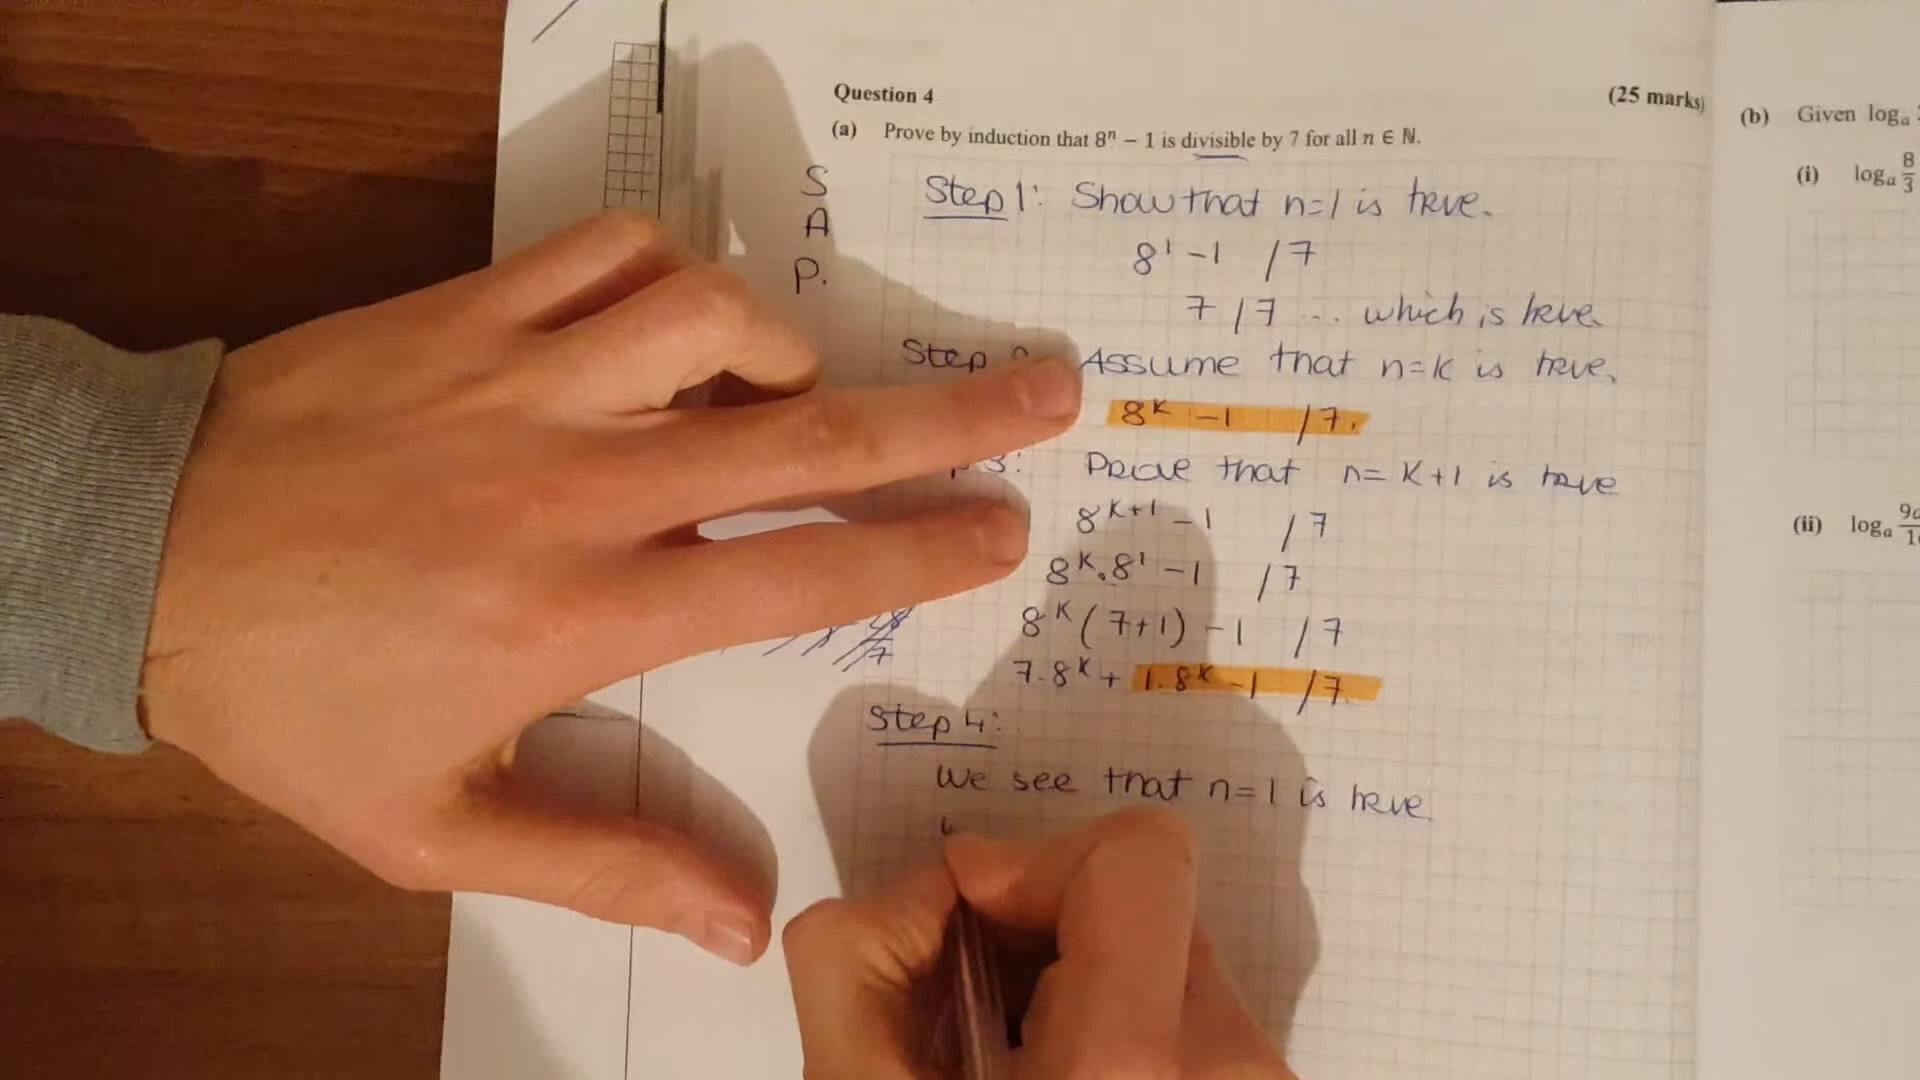 Question 4 (25 marks)
(a) Prove by induction that 8ⁿ − 1 is divisible by 7 for all n ∈ ℕ.
S
A
P.
Step 1: Show that n=1 is true.
8¹ -1 /7
7 /7 ... which is true.
Step Assume that n=k is true.
8ᵏ -1 /7.
3: Prove that n= k+1 is true
8ᵏ⁺¹ -1 /7
8ᵏ.8¹ -1 /7
8ᵏ(7+1) -1 /7
7
7.8ᵏ + 1.8ᵏ -1 /7.
Step 4:
We see that n=1 is true.
(b) Given logₐ
(i) logₐ 8/3
(ii) logₐ